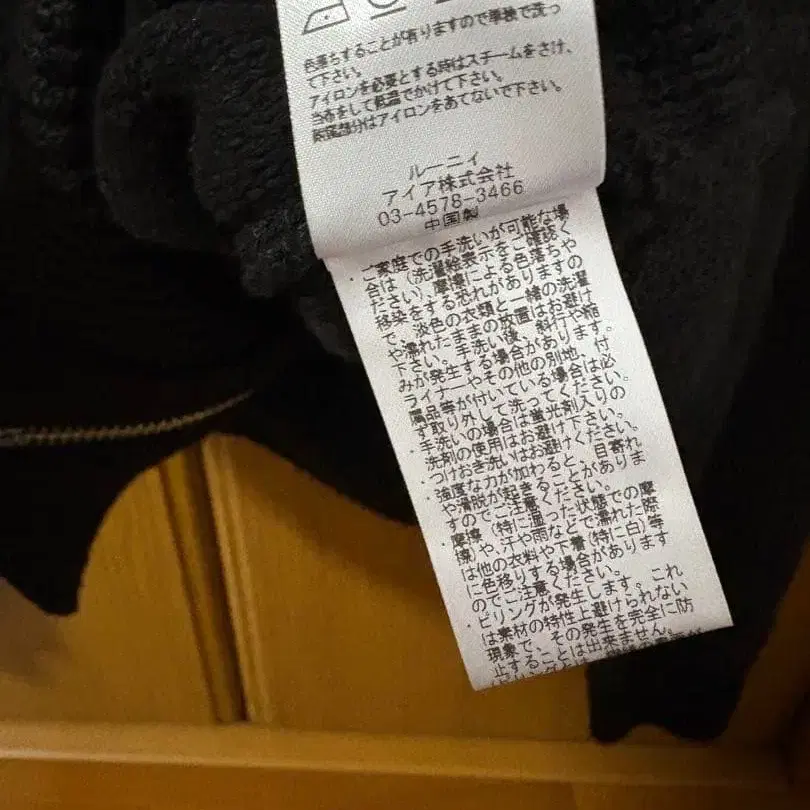 色落ちすることが有りますので単検で洗っ
て下さい。
アイロンを必要とする時はスチームをさけ、
当布をして低温でかけて下さい。
部分はアイロンをあてないで下さい。
ルーニィ
アイア株式会社
03-4578-3466
中国製
・ご家庭での手洗いが可能な場
合は(洗濯絵表示をご確認く
ださい)、摩擦による色落ちや
移染をする恐れがありますの
で、淡色の衣類と一緒の洗濯
や濡れたままの放置はお避け
下さい。手洗い後、斜行や縮
みが発生する場合があります。
ライナーやその他の別地、付
属品等が付いている場合は必
ず取り外して洗ってください。
・手洗いの場合は蛍光剤入りの
洗剤の使用はお避け下さい。
・つけおき洗いはお避けください。
・強度な力が加わると、目寄れ
や滑脱が起きることがありま
すのでご注意ください。
・摩擦(特に湿った状態での摩
擦)や、汗や雨などで濡れた際
は他の衣料や下着(特に白)等
に色移りする場合があります
のでご注意ください。
・ピリングが発生します。これ
は素材の特性上避けられない
現象で、その発生を完全に防
止することは出来ません。